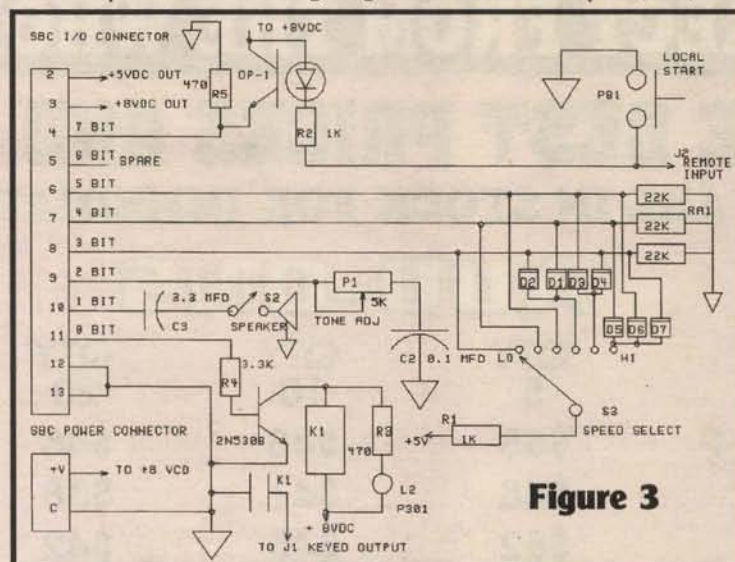 SBC I/O CONNECTOR
TO +8VDC
LOCAL START
2
+5VDC OUT
470
R5
OP-1
PB1
3
+8VDC OUT
4
7 BIT
R2
1K
5
6 BIT
SPARE
J2
REMOTE INPUT
6
5 BIT
22K
RA1
7
4 BIT
22K
8
3 BIT
22K
D2
D1
D3
D4
9
2 BIT
P1
5K
TONE ADJ
D5
D6
D7
10
1 BIT
3.3 MFD
S2
C3
SPEAKER
C2
0.1 MFD
LO
HI
11
0 BIT
12
3.3K
R4
13
S3
SPEED SELECT
SBC POWER CONNECTOR
2N5308
K1
470
R3
+5V
R1
1K
+V
TO +8 VCD
K1
L2
P301
C
+ 8VDC
TO J1 KEYED OUTPUT
Figure 3